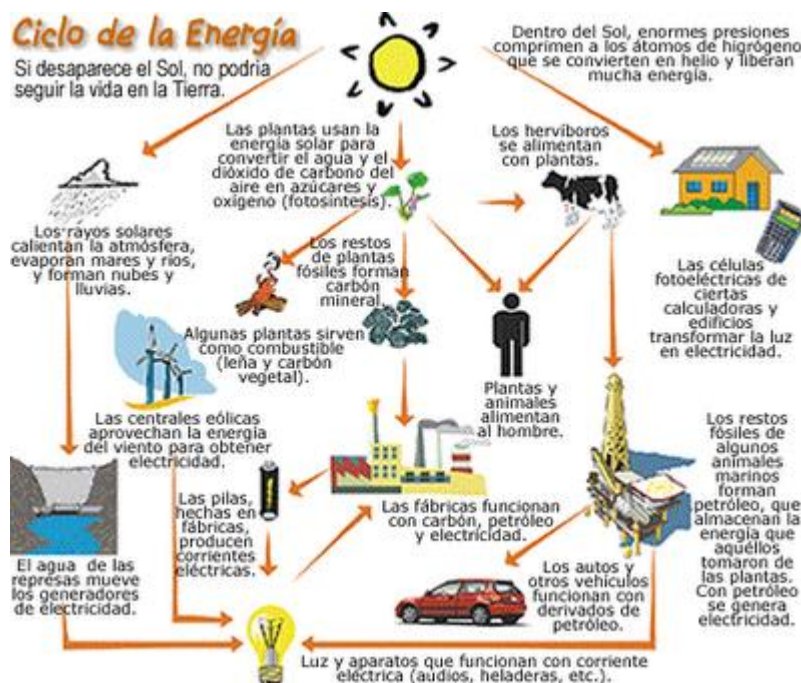 Ciclo de la Energía
Si desaparece el Sol, no podría
seguir la vida en la Tierra.
Dentro del Sol, enormes presiones
comprimen a los átomos de higrógeno
que se convierten en helio y liberan
mucha energía.
Las plantas usan la
energía solar para
convertir el agua y el
dióxido de carbono del
aire en azúcares y
oxígeno (fotosíntesis).
Los hervíboros
se alimentan
con plantas.
Los rayos solares
calientan la atmósfera,
evaporan mares y ríos,
y forman nubes y
lluvias.
Los restos
de plantas
fósiles forman
carbón
mineral.
Las células
fotoeléctricas de
ciertas
calculadoras y
edificios
transformar la luz
en electricidad.
Algunas plantas sirven
como combustible
(leña y carbón
vegetal).
Plantas y
animales
alimentan
al hombre.
Las centrales eólicas
aprovechan la energía
del viento para obtener
electricidad.
Los restos
fósiles de
algunos
animales
marinos
forman
petróleo, que
almacenan la
energía que
aquéllos
tomaron de
las plantas.
Con petróleo
se genera
electricidad.
Las pilas,
hechas en
fábricas,
producen
corrientes
eléctricas.
Las fábricas funcionan
con carbón, petróleo
y electricidad.
El agua de las
represas mueve
los generadores
de electricidad.
Los autos y
otros vehículos
funcionan con
derivados de
petróleo.
Luz y aparatos que funcionan con corriente
eléctrica (audios, heladeras, etc.).